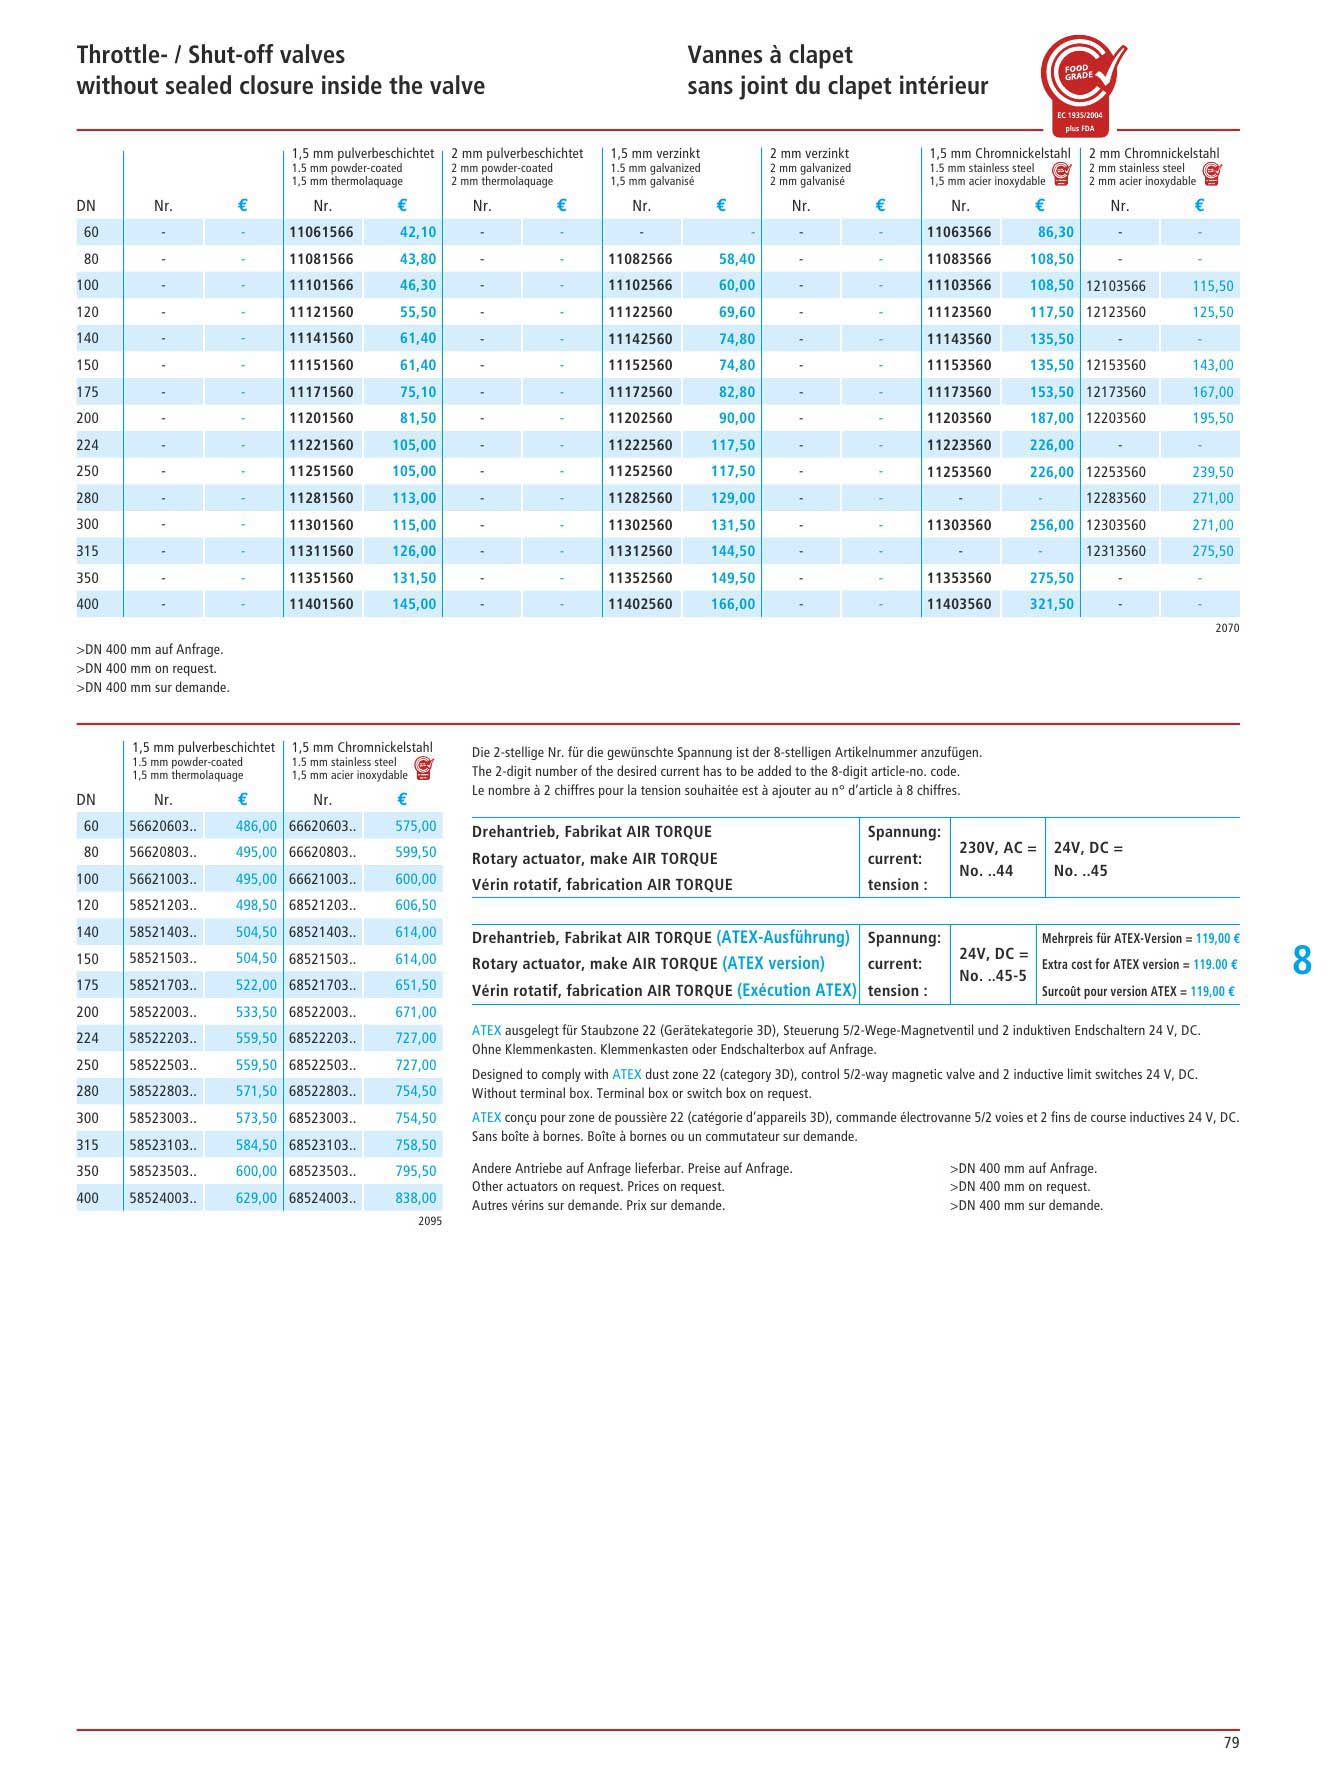 Throttle- / Shut-off valves
without sealed closure inside the valve
Vannes à clapet
sans joint du clapet intérieur
FOOD
GRADE
EC 1935/2004
plus FDA
1,5 mm pulverbeschichtet 2 mm pulverbeschichtet 1,5 mm verzinkt 2 mm verzinkt 1,5 mm Chromnickelstahl 2 mm Chromnickelstahl
1.5 mm powder-coated 2 mm powder-coated 1.5 mm galvanized 2 mm galvanized 1.5 mm stainless steel 2 mm stainless steel
1,5 mm thermolaquage 2 mm thermolaquage 1,5 mm galvanisé 2 mm galvanisé 1,5 mm acier inoxydable 2 mm acier inoxydable
DN Nr. € Nr. € Nr. € Nr. € Nr. € Nr. € Nr. €
60 - - 11061566 42,10 - - - - - - 11063566 86,30 - -
80 - - 11081566 43,80 - - 11082566 58,40 - - 11083566 108,50 - -
100 - - 11101566 46,30 - - 11102566 60,00 - - 11103566 108,50 12103566 115,50
120 - - 11121560 55,50 - - 11122560 69,60 - - 11123560 117,50 12123560 125,50
140 - - 11141560 61,40 - - 11142560 74,80 - - 11143560 135,50 - -
150 - - 11151560 61,40 - - 11152560 74,80 - - 11153560 135,50 12153560 143,00
175 - - 11171560 75,10 - - 11172560 82,80 - - 11173560 153,50 12173560 167,00
200 - - 11201560 81,50 - - 11202560 90,00 - - 11203560 187,00 12203560 195,50
224 - - 11221560 105,00 - - 11222560 117,50 - - 11223560 226,00 - -
250 - - 11251560 105,00 - - 11252560 117,50 - - 11253560 226,00 12253560 239,50
280 - - 11281560 113,00 - - 11282560 129,00 - - - - 12283560 271,00
300 - - 11301560 115,00 - - 11302560 131,50 - - 11303560 256,00 12303560 271,00
315 - - 11311560 126,00 - - 11312560 144,50 - - - - 12313560 275,50
350 - - 11351560 131,50 - - 11352560 149,50 - - 11353560 275,50 - -
400 - - 11401560 145,00 - - 11402560 166,00 - - 11403560 321,50 - -
2070
>DN 400 mm auf Anfrage.
>DN 400 mm on request.
>DN 400 mm sur demande.
1,5 mm pulverbeschichtet 1,5 mm Chromnickelstahl
1.5 mm powder-coated 1.5 mm stainless steel
1,5 mm thermolaquage 1,5 mm acier inoxydable
DN Nr. € Nr. €
60 56620603.. 486,00 66620603.. 575,00
80 56620803.. 495,00 66620803.. 599,50
100 56621003.. 495,00 66621003.. 600,00
120 58521203.. 498,50 68521203.. 606,50
140 58521403.. 504,50 68521403.. 614,00
150 58521503.. 504,50 68521503.. 614,00
175 58521703.. 522,00 68521703.. 651,50
200 58522003.. 533,50 68522003.. 671,00
224 58522203.. 559,50 68522203.. 727,00
250 58522503.. 559,50 68522503.. 727,00
280 58522803.. 571,50 68522803.. 754,50
300 58523003.. 573,50 68523003.. 754,50
315 58523103.. 584,50 68523103.. 758,50
350 58523503.. 600,00 68523503.. 795,50
400 58524003.. 629,00 68524003.. 838,00
2095
Die 2-stellige Nr. für die gewünschte Spannung ist der 8-stelligen Artikelnummer anzufügen.
The 2-digit number of the desired current has to be added to the 8-digit article-no. code.
Le nombre à 2 chiffres pour la tension souhaitée est à ajouter au n° d'article à 8 chiffres.
Drehantrieb, Fabrikat AIR TORQUE Spannung:
Rotary actuator, make AIR TORQUE current:
Vérin rotatif, fabrication AIR TORQUE tension :
230V, AC = 24V, DC =
No. ..44 No. ..45
Drehantrieb, Fabrikat AIR TORQUE (ATEX-Ausführung) Spannung:
Rotary actuator, make AIR TORQUE (ATEX version) current:
Vérin rotatif, fabrication AIR TORQUE (Exécution ATEX) tension :
24V, DC =
No. ..45-5
Mehrpreis für ATEX-Version = 119,00 €
Extra cost for ATEX version = 119.00 €
Surcoût pour version ATEX = 119,00 €
8
ATEX ausgelegt für Staubzone 22 (Gerätekategorie 3D), Steuerung 5/2-Wege-Magnetventil und 2 induktiven Endschaltern 24 V, DC.
Ohne Klemmenkasten. Klemmenkasten oder Endschalterbox auf Anfrage.
Designed to comply with ATEX dust zone 22 (category 3D), control 5/2-way magnetic valve and 2 inductive limit switches 24 V, DC.
Without terminal box. Terminal box or switch box on request.
ATEX conçu pour zone de poussière 22 (catégorie d'appareils 3D), commande électrovanne 5/2 voies et 2 fins de course inductives 24 V, DC.
Sans boîte à bornes. Boîte à bornes ou un commutateur sur demande.
Andere Antriebe auf Anfrage lieferbar. Preise auf Anfrage. >DN 400 mm auf Anfrage.
Other actuators on request. Prices on request. >DN 400 mm on request.
Autres vérins sur demande. Prix sur demande. >DN 400 mm sur demande.
79